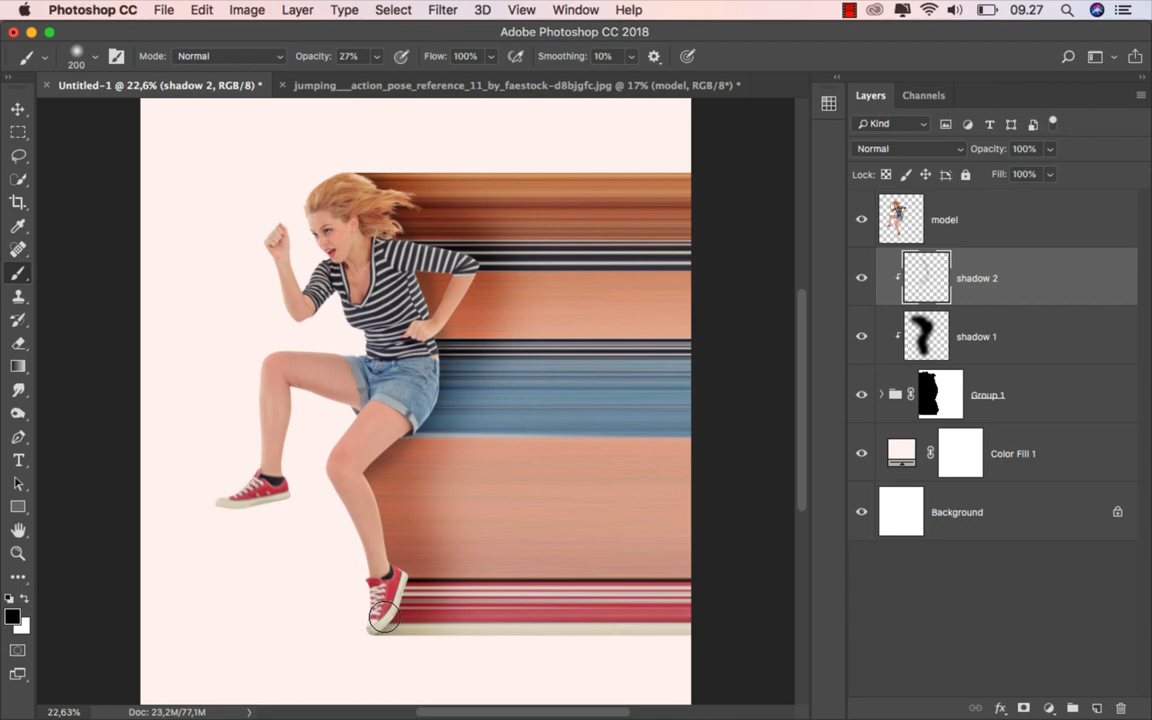 Photoshop CC File Edit Image Layer Type Select Filter 3D View Window Help 09.27
Adobe Photoshop CC 2018
200 Mode: Normal Opacity: 27% Flow: 100% Smoothing: 10%
Untitled-1 @ 22,6% (shadow 2, RGB/8) * jumping___action_pose_reference_11_by_faestock-d8bjgfc.jpg @ 17% (model, RGB/8*) *
Layers Channels
Kind
Normal Opacity: 100%
Lock: Fill: 100%
model
shadow 2
shadow 1
Group 1
Color Fill 1
Background
22,63% Doc: 23,2M/77,1M